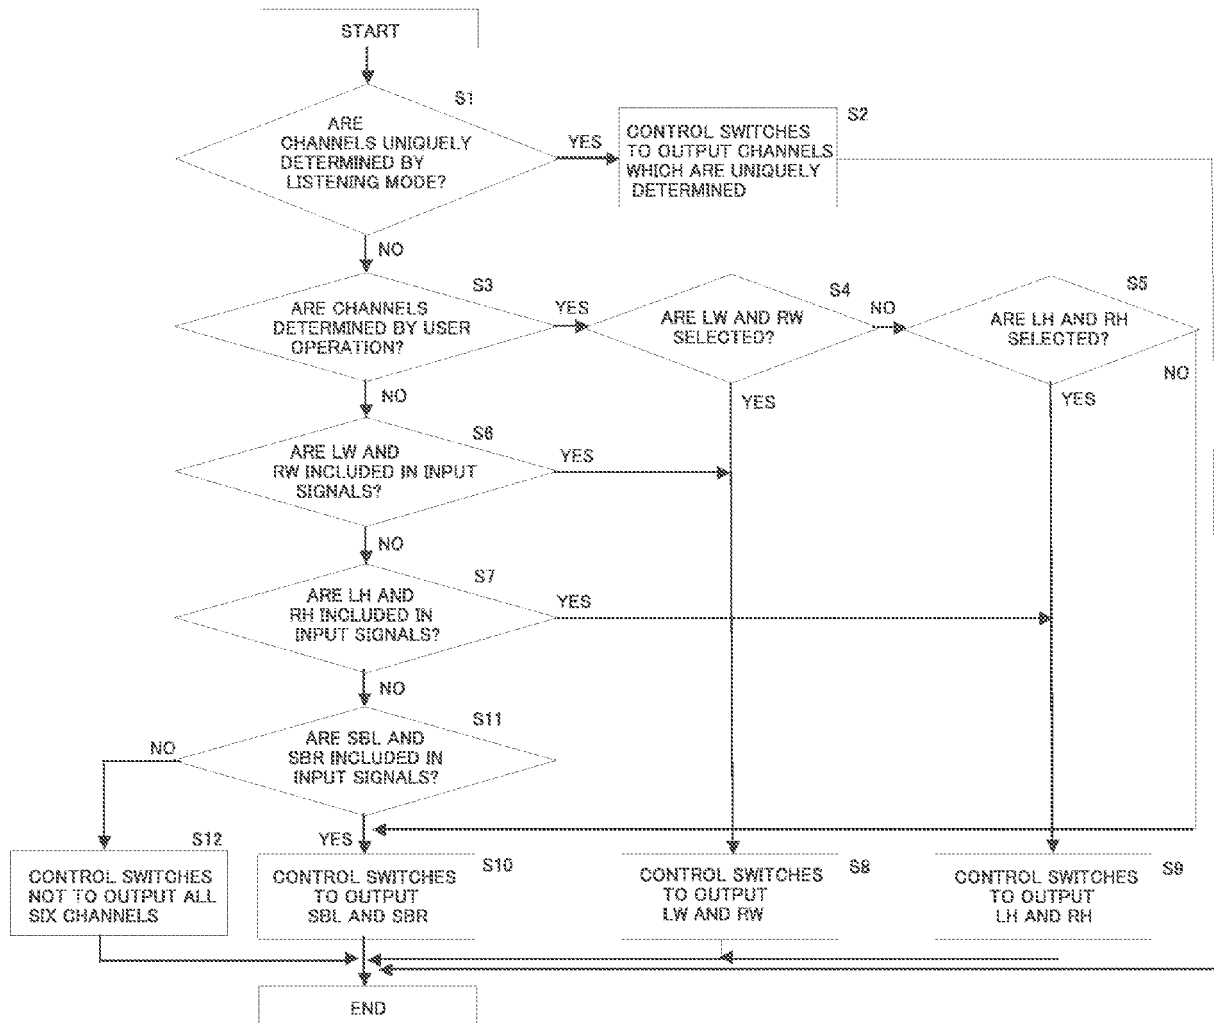 START
S1
ARE
CHANNELS UNIQUELY
DETERMINED BY
LISTENING MODE?
YES
S2
CONTROL SWITCHES
TO OUTPUT CHANNELS
WHICH ARE UNIQUELY
DETERMINED
NO
S3
ARE CHANNELS
DETERMINED BY USER
OPERATION?
YES
S4
ARE LW AND RW
SELECTED?
NO
S5
ARE LH AND RH
SELECTED?
NO
NO
YES
YES
S6
ARE LW AND
RW INCLUDED IN INPUT
SIGNALS?
YES
NO
S7
ARE LH AND
RH INCLUDED IN
INPUT SIGNALS?
YES
NO
S11
ARE SBL AND
SBR INCLUDED IN
INPUT SIGNALS?
NO
YES
S12
CONTROL SWITCHES
NOT TO OUTPUT ALL
SIX CHANNELS
S10
CONTROL SWITCHES
TO OUTPUT
SBL AND SBR
S8
CONTROL SWITCHES
TO OUTPUT
LW AND RW
S9
CONTROL SWITCHES
TO OUTPUT
LH AND RH
END